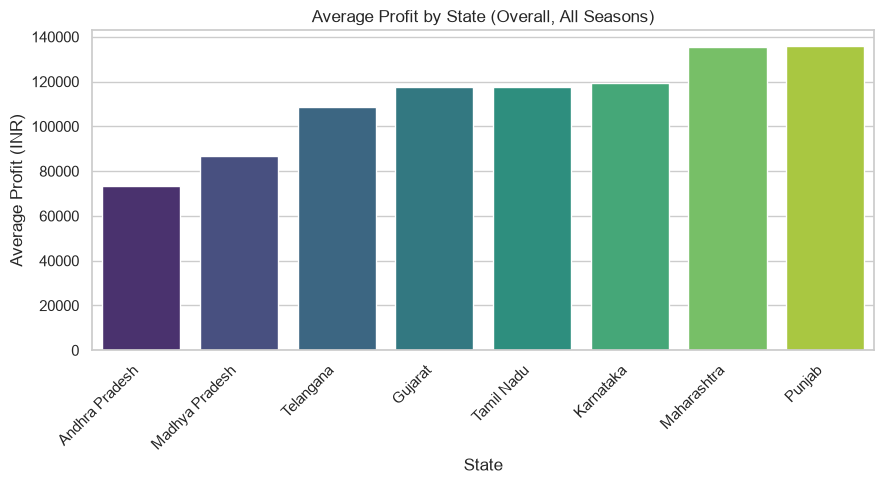 Average Profit by State (Overall, All Seasons)
Average Profit (INR)
140000
120000
100000
80000
60000
40000
20000
0
Andhra Pradesh
Madhya Pradesh
Telangana
Gujarat
Tamil Nadu
Karnataka
Maharashtra
Punjab
State